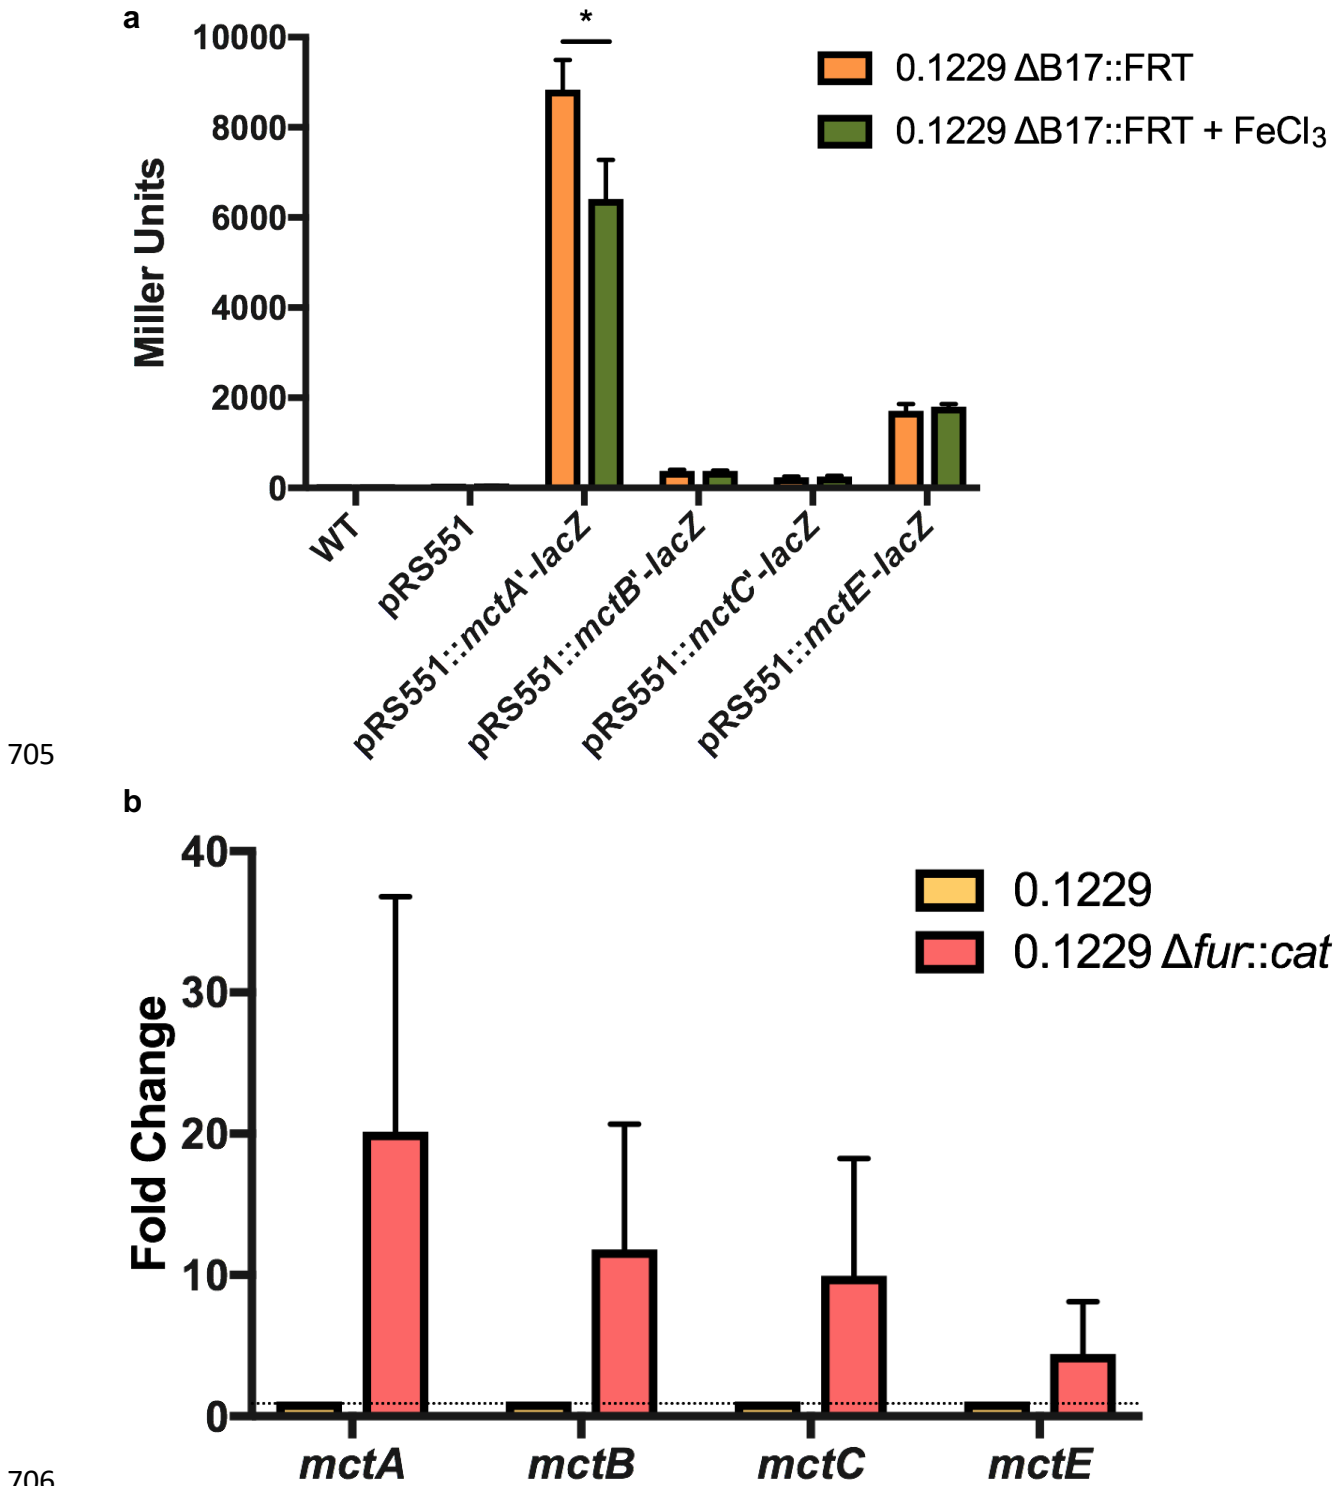 a
*
10000
8000
6000
4000
2000
0
Miller Units
0.1229 ΔB17::FRT
0.1229 ΔB17::FRT + FeCl₃
WT
pRS551
pRS551::mctA'-lacZ
pRS551::mctB'-lacZ
pRS551::mctC'-lacZ
pRS551::mctE'-lacZ
705
b
40
30
20
10
0
Fold Change
0.1229
0.1229 Δfur::cat
mctA
mctB
mctC
mctE
706